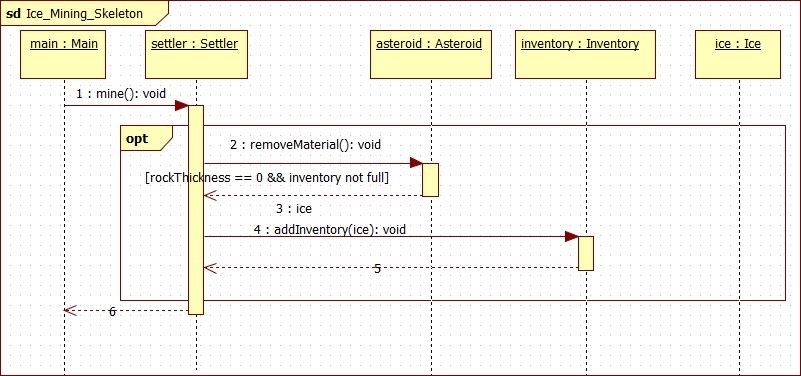 sd Ice_Mining_Skeleton
main : Main
settler : Settler
asteroid : Asteroid
inventory : Inventory
ice : Ice
1 : mine(): void
opt
2 : removeMaterial(): void
[rockThickness == 0 && inventory not full]
3 : ice
4 : addInventory(ice): void
5
6